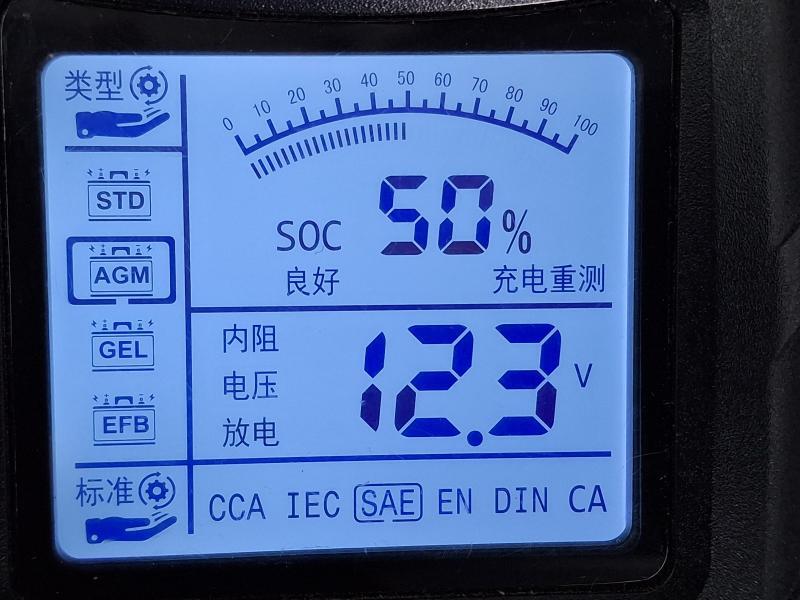 类型
0 10 20 30 40 50 60 70 80 90 100
STD
AGM
GEL
EFB
SOC 50%
良好 充电重测
内阻
电压
放电
12.3 V
标准
CCA IEC SAE EN DIN CA